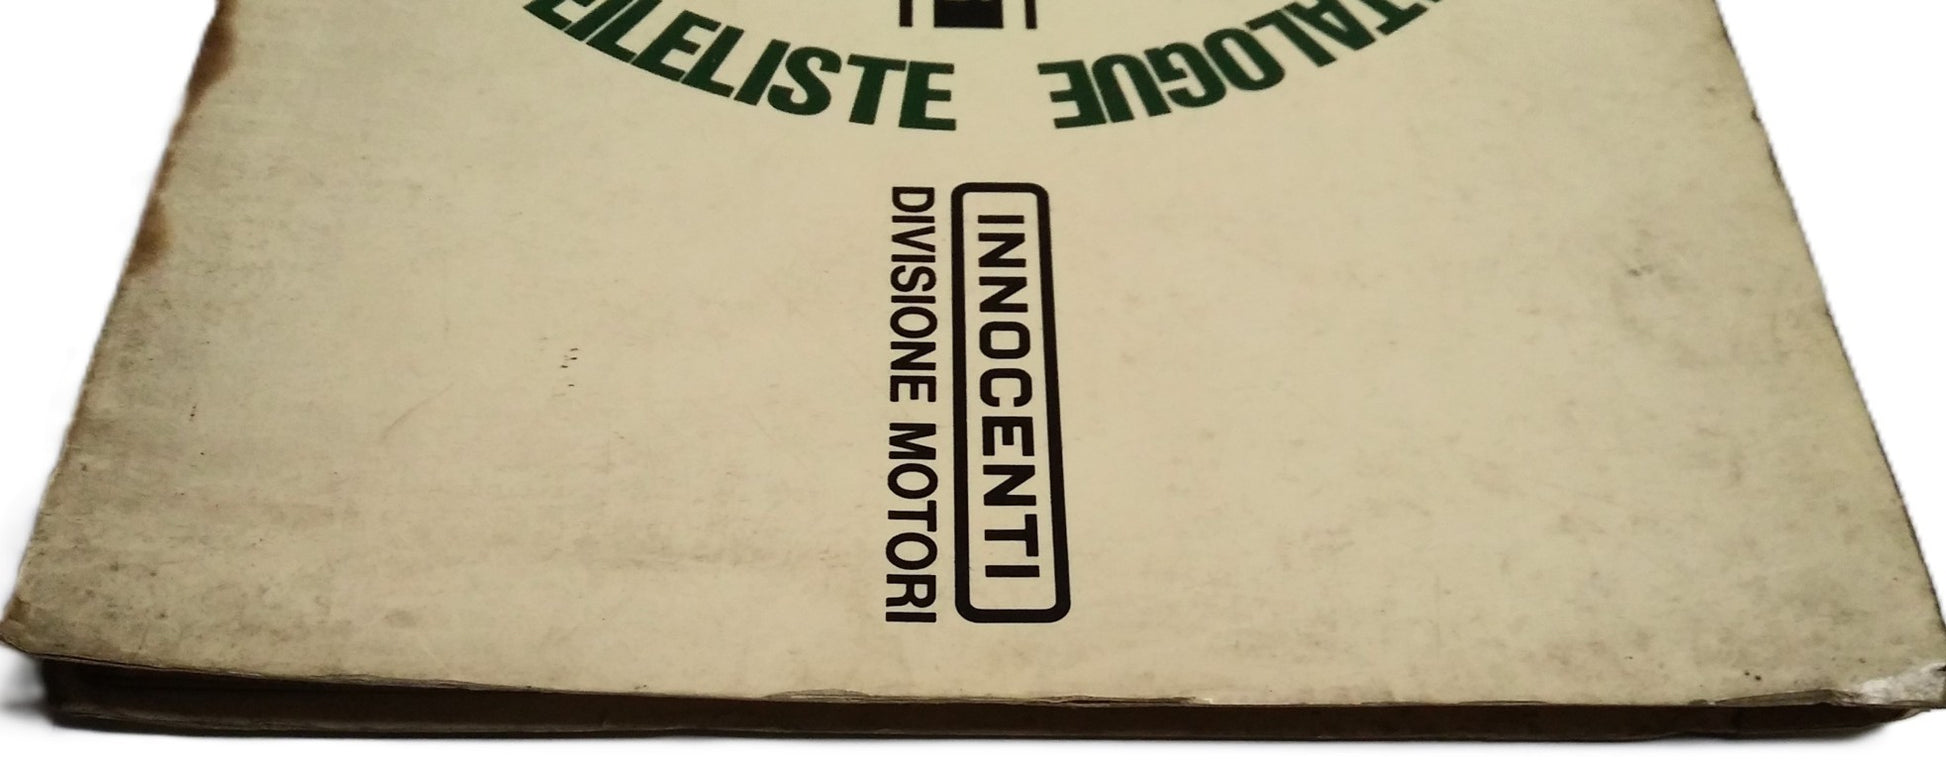 EILELISTE
TALOGUE
INNOCENTI
DIVISIONE MOTORI